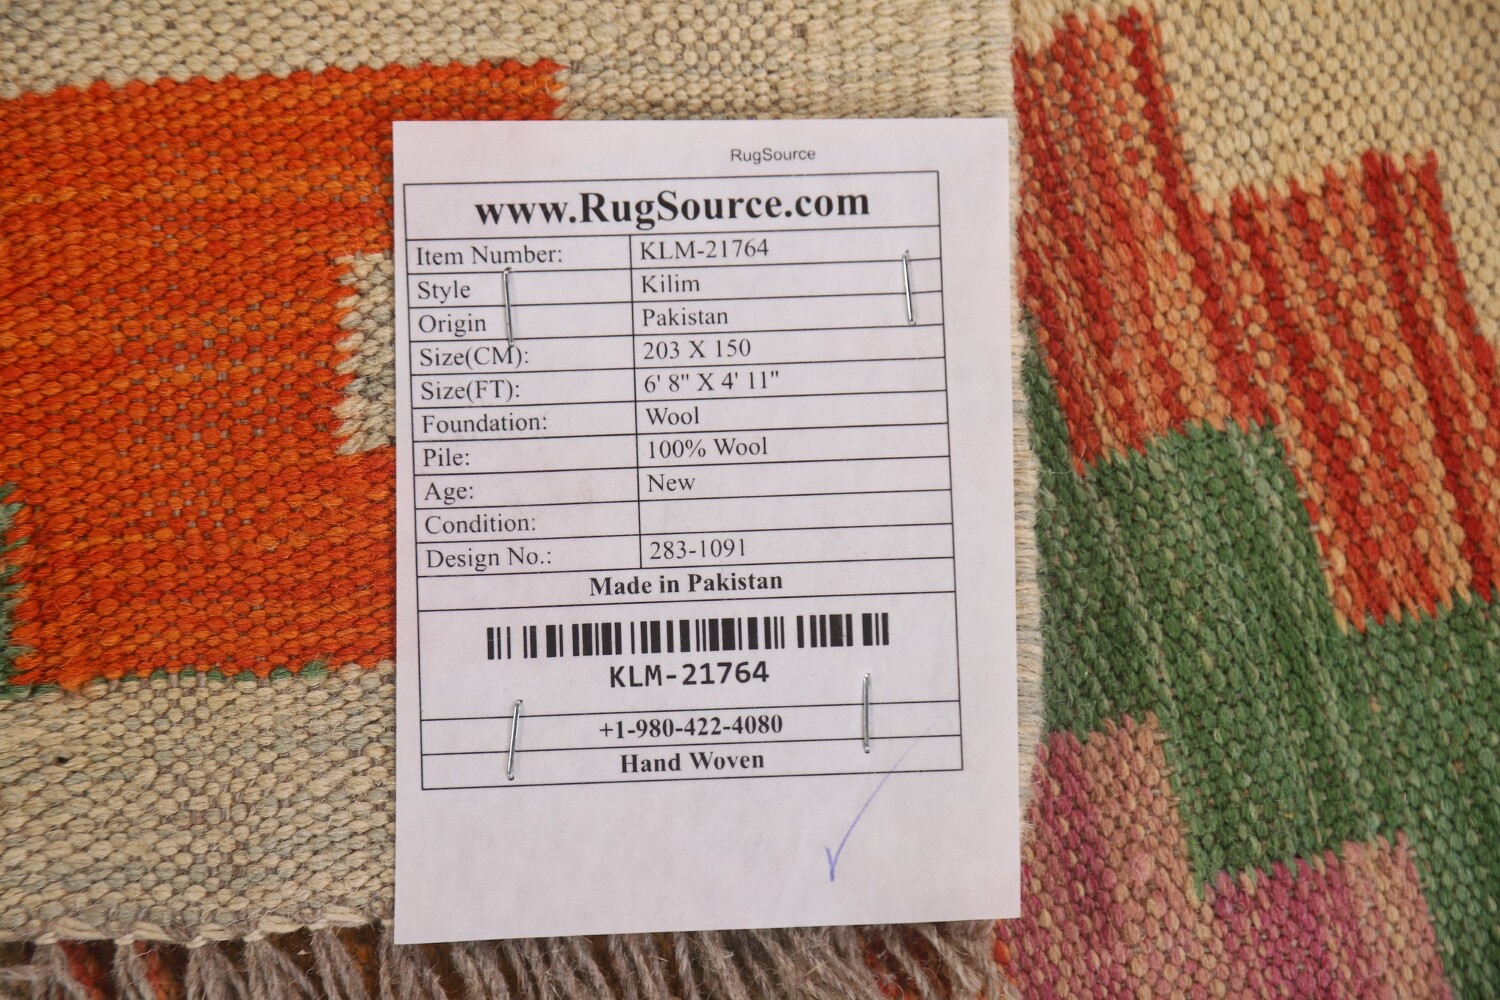 RugSource
www.RugSource.com
Item Number: KLM-21764
Style Kilim
Origin Pakistan
Size(CM): 203 X 150
Size(FT): 6' 8" X 4' 11"
Foundation: Wool
Pile: 100% Wool
Age: New
Condition:
Design No.: 283-1091
Made in Pakistan
KLM-21764
+1-980-422-4080
Hand Woven